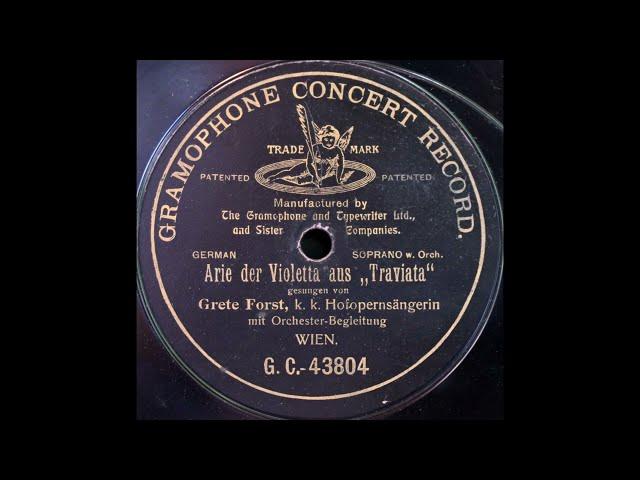 GRAMOPHONE CONCERT RECORD.
TRADE MARK
PATENTED PATENTED
Manufactured by
The Gramophone and Typewriter Ltd.,
and Sister Companies.
GERMAN SOPRANO w. Orch.
Arie der Violetta aus „Traviata“
gesungen von
Grete Forst, k. k. Hofopernsängerin
mit Orchester-Begleitung
WIEN.
G. C.-43804